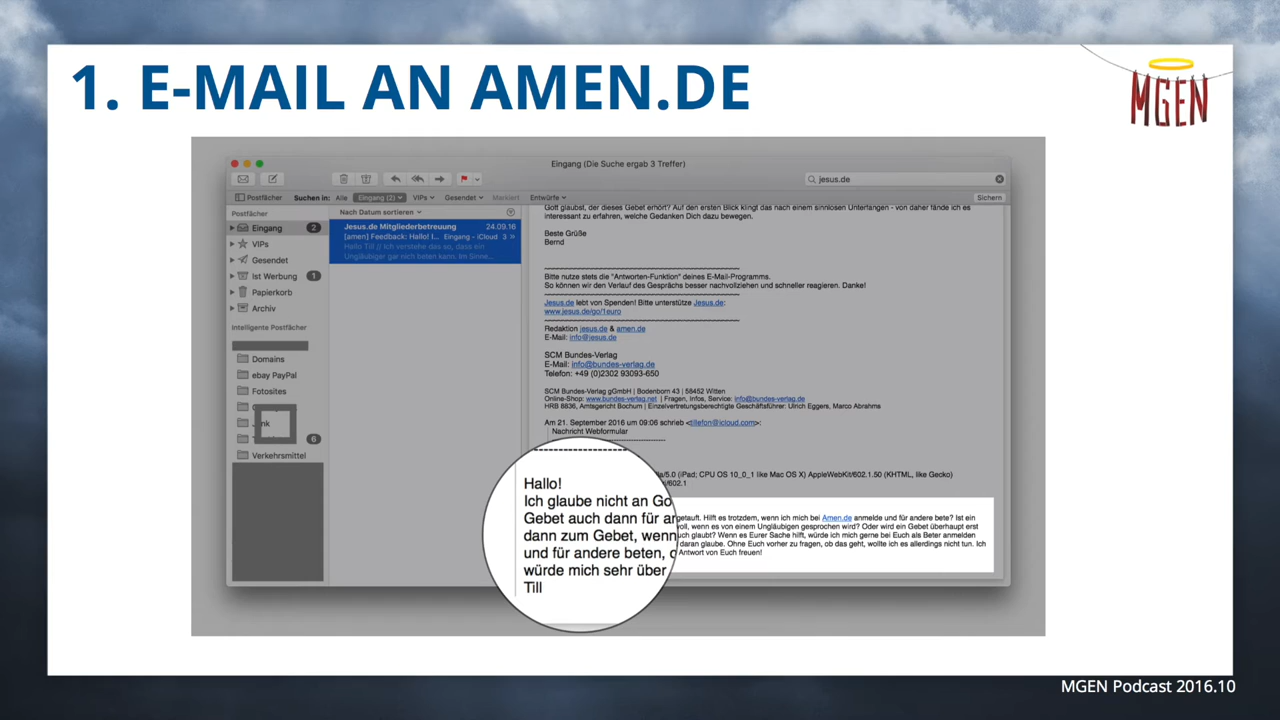 1. E-MAIL AN AMEN.DE
MGEN
Eingang (Die Suche ergab 3 Treffer)
jesus.de
Postfächer
Suchen in:
Alle
Eingang (2)
VIPs
Gesendet
Markiert
Entwürfe
Sichern
Postfächer
Eingang
2
VIPs
Gesendet
Ist Werbung
1
Papierkorb
Archiv
Intelligente Postfächer
Domains
ebay PayPal
Fotosites
6
Verkehrsmittel
Nach Datum sortieren
Jesus.de Mitgliederbetreuung 24.09.16
[amen] Feedback: Hallo! I... Eingang - iCloud 3 »
Hello Till // Ich verstehe das so, dass ein
Ungläubiger gar nich beten kann. Im Sinne...
Gott glaubst, der dieses Gebet erhört? Auf den ersten Blick klingt das nach einem sinnlosen Unterfangen - von daher fände ich es
interessant zu erfahren, welche Gedanken Dich dazu bewegen.
Beste Grüße
Bernd
Bitte nutze stets die "Antworten-Funktion" deines E-Mail-Programms.
So können wir den Verlauf des Gesprächs besser nachvollziehen und schneller reagieren. Danke!
Jesus.de lebt von Spenden! Bitte unterstütze Jesus.de:
www.jesus.de/go/1euro
Redaktion jesus.de & amen.de
E-Mail: info@jesus.de
SCM Bundes-Verlag
E-Mail: info@bundes-verlag.de
Telefon: +49 (0)2302 93093-650
SCM Bundes-Verlag gGmbH | Bodenborn 43 | 58452 Witten
Online-Shop: www.bundes-verlag.net | Fragen, Infos, Service: info@bundes-verlag.de
HRB 8836, Amtsgericht Bochum | Einzelvertretungsberechtigte Geschäftsführer: Ulrich Eggers, Marco Abrahms
Am 21. September 2016 um 09:06 schrieb <tillefon@icloud.com>:
Nachricht Webformular
/5.0 (iPad; CPU OS 10_0_1 like Mac OS X) AppleWebKit/602.1.50 (KHTML, like Gecko)
/602.1
Hallo!
Ich glaube nicht an Go
Gebet auch dann für an
dann zum Gebet, wenn
und für andere beten,
würde mich sehr über
Till
getauft. Hilft es trotzdem, wenn ich mich bei Amen.de anmelde und für andere bete? Ist ein
voll, wenn es von einem Ungläubigen gesprochen wird? Oder wird ein Gebet überhaupt erst
uch glaubt? Wenn es Eurer Sache hilft, würde ich mich gerne bei Euch als Beter anmelden
daran glaube. Ohne Euch vorher zu fragen, ob das geht, wollte ich es allerdings nicht tun. Ich
Antwort von Euch freuen!
MGEN Podcast 2016.10